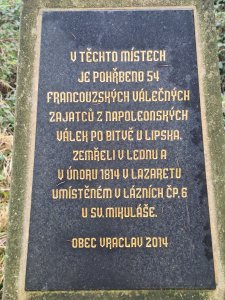 V TĚCHTO MÍSTECH
JE POHŘBENO 54
FRANCOUZSKÝCH VÁLEČNÝCH
ZAJATCŮ Z NAPOLEONSKÝCH
VÁLEK PO BITVĚ U LIPSKA.
ZEMŘELI V LEDNU A
V ÚNORU 1814 V LAZARETU
UMÍSTĚNÉM V LÁZNÍCH ČP. 6
U SV. MIKULÁŠE.
OBEC VRACLAV 2014